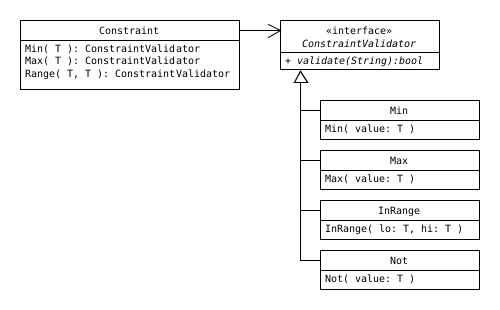 Constraint
Min( T ): ConstraintValidator
Max( T ): ConstraintValidator
Range( T, T ): ConstraintValidator
«interface»
ConstraintValidator
+ validate(String):bool
Min
Min( value: T )
Max
Max( value: T )
InRange
InRange( lo: T, hi: T )
Not
Not( value: T )